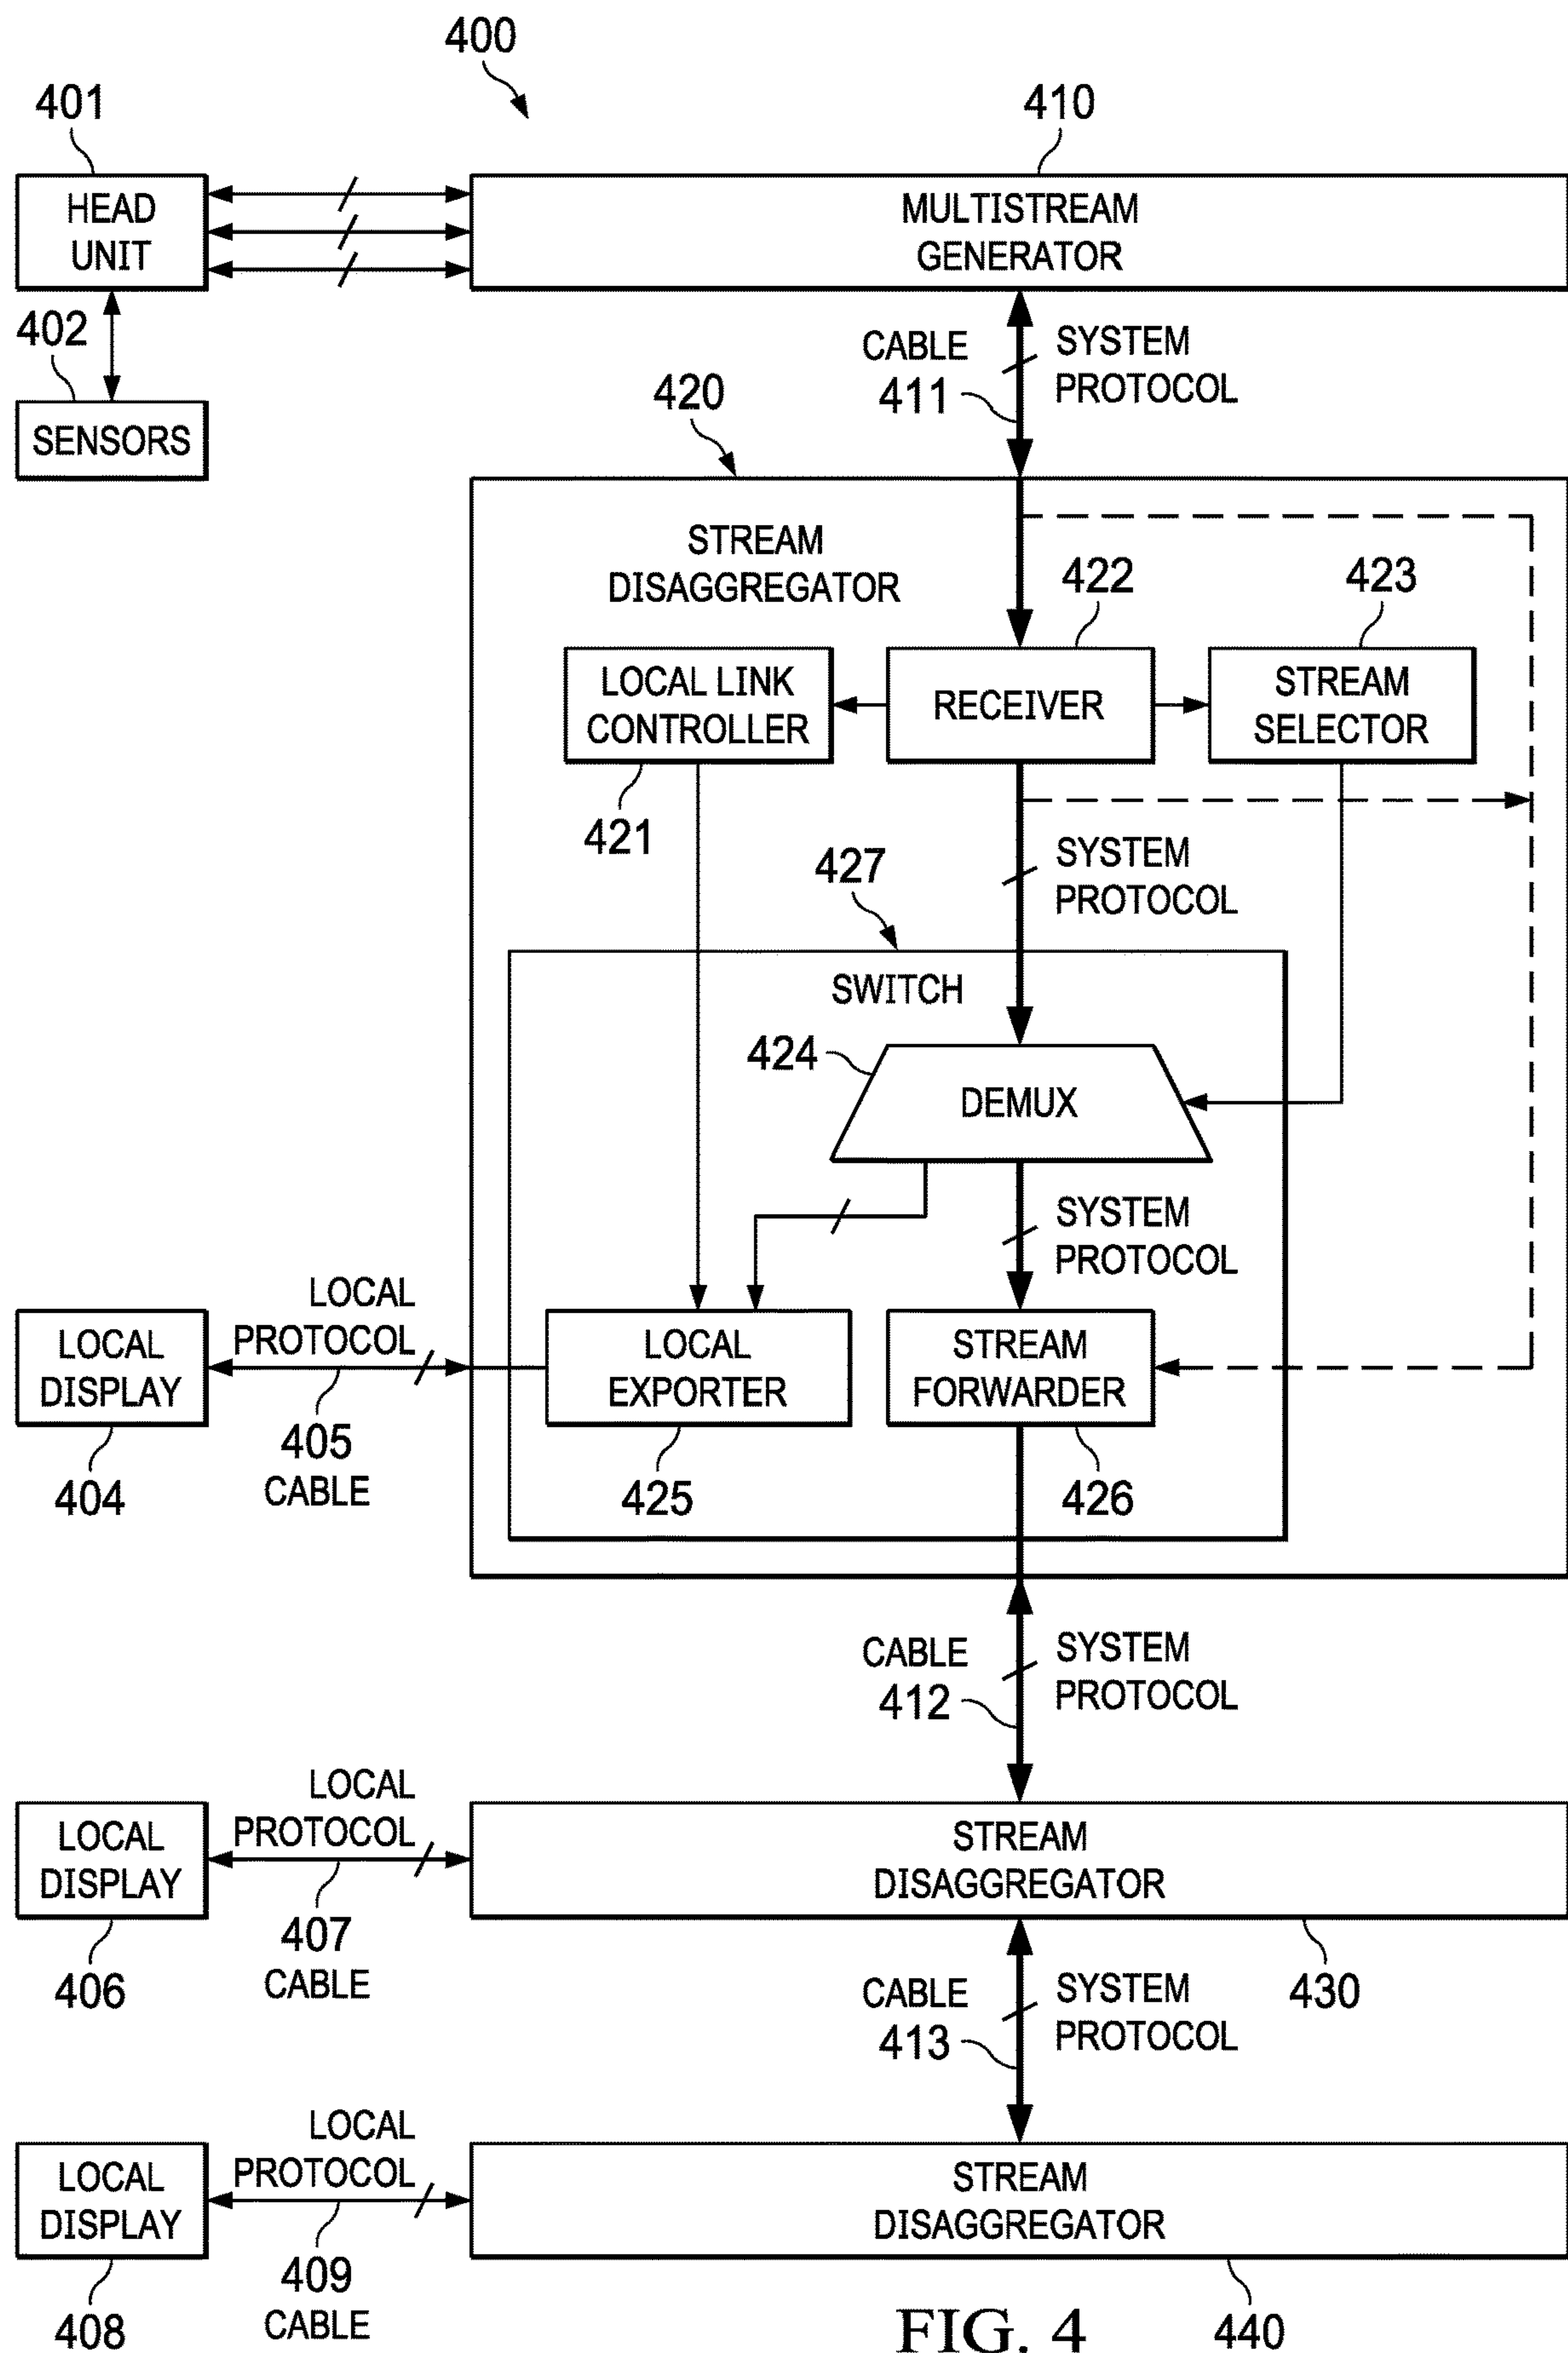 400
401
410
HEAD
UNIT
MULTISTREAM
GENERATOR
402
SENSORS
CABLE
411
SYSTEM
PROTOCOL
420
STREAM
DISAGGREGATOR
422
423
LOCAL LINK
CONTROLLER
RECEIVER
STREAM
SELECTOR
421
SYSTEM
PROTOCOL
427
SWITCH
424
DEMUX
SYSTEM
PROTOCOL
LOCAL
DISPLAY
LOCAL
PROTOCOL
LOCAL
EXPORTER
STREAM
FORWARDER
404
405
CABLE
425
426
CABLE
412
SYSTEM
PROTOCOL
LOCAL
DISPLAY
LOCAL
PROTOCOL
STREAM
DISAGGREGATOR
406
407
CABLE
430
CABLE
413
SYSTEM
PROTOCOL
LOCAL
DISPLAY
LOCAL
PROTOCOL
STREAM
DISAGGREGATOR
408
409
CABLE
440
FIG. 4